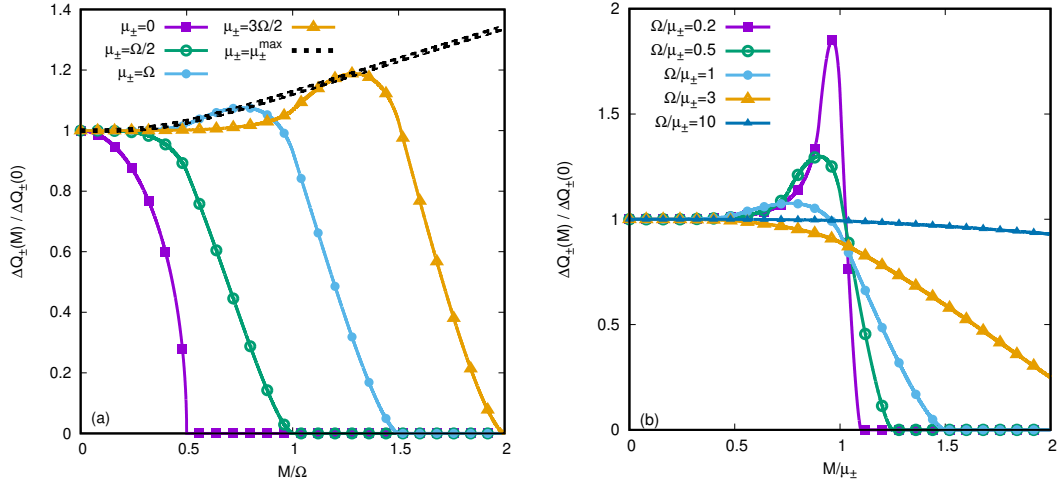 μ±=0
μ±=Ω/2
μ±=Ω
μ±=3Ω/2
μ±=μ±max
1.4
1.2
1
0.8
0.6
0.4
0.2
0
ΔQ±(M) / ΔQ±(0)
(a)
0 0.5 1 1.5 2
M/Ω
Ω/μ±=0.2
Ω/μ±=0.5
Ω/μ±=1
Ω/μ±=3
Ω/μ±=10
2
1.5
1
0.5
0
ΔQ±(M) / ΔQ±(0)
(b)
0 0.5 1 1.5 2
M/μ±